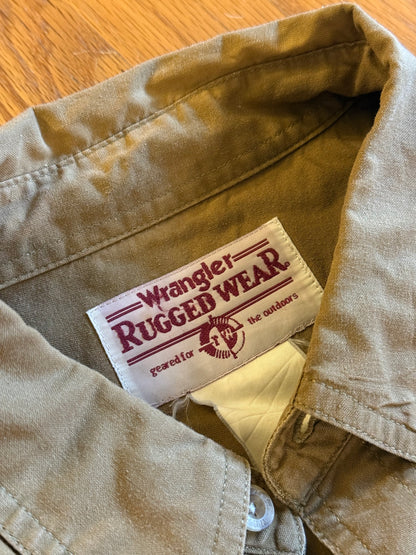 Wrangler
RUGGED WEAR
geared for the outdoors